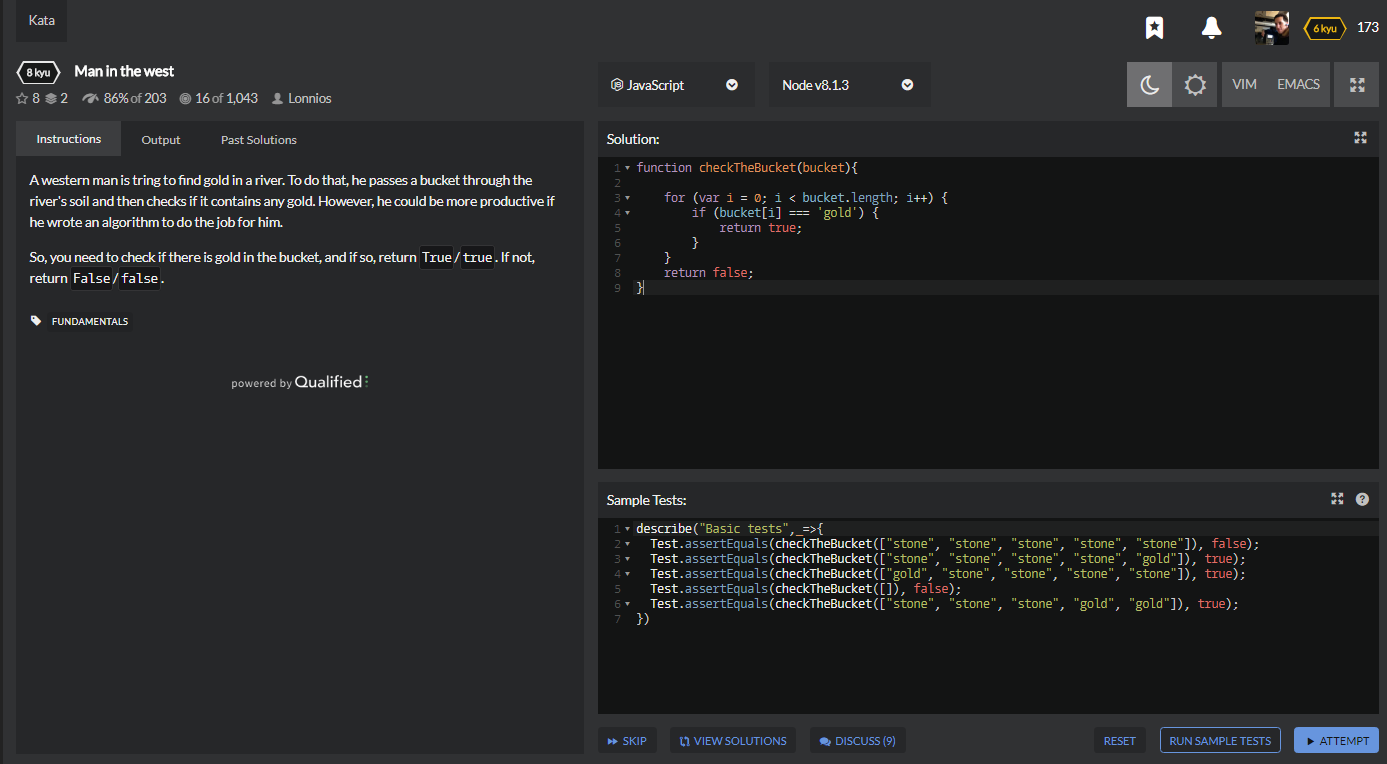 Kata
6 kyu 173
8 kyu Man in the west
8 2 86% of 203 16 of 1,043 Lonnios
JavaScript
Node v8.1.3
VIM EMACS
Instructions Output Past Solutions
A western man is tring to find gold in a river. To do that, he passes a bucket through the
river's soil and then checks if it contains any gold. However, he could be more productive if
he wrote an algorithm to do the job for him.
So, you need to check if there is gold in the bucket, and if so, return True/true. If not,
return False/false.
FUNDAMENTALS
powered by Qualified
Solution:
1 function checkTheBucket(bucket){
2
3     for (var i = 0; i < bucket.length; i++) {
4         if (bucket[i] === 'gold') {
5             return true;
6         }
7     }
8     return false;
9 }
Sample Tests:
1 describe("Basic tests",_=>{
2   Test.assertEquals(checkTheBucket(["stone", "stone", "stone", "stone", "stone"]), false);
3   Test.assertEquals(checkTheBucket(["stone", "stone", "stone", "stone", "gold"]), true);
4   Test.assertEquals(checkTheBucket(["gold", "stone", "stone", "stone", "stone"]), true);
5   Test.assertEquals(checkTheBucket([]), false);
6   Test.assertEquals(checkTheBucket(["stone", "stone", "stone", "gold", "gold"]), true);
7 })
SKIP VIEW SOLUTIONS DISCUSS (9) RESET RUN SAMPLE TESTS ATTEMPT